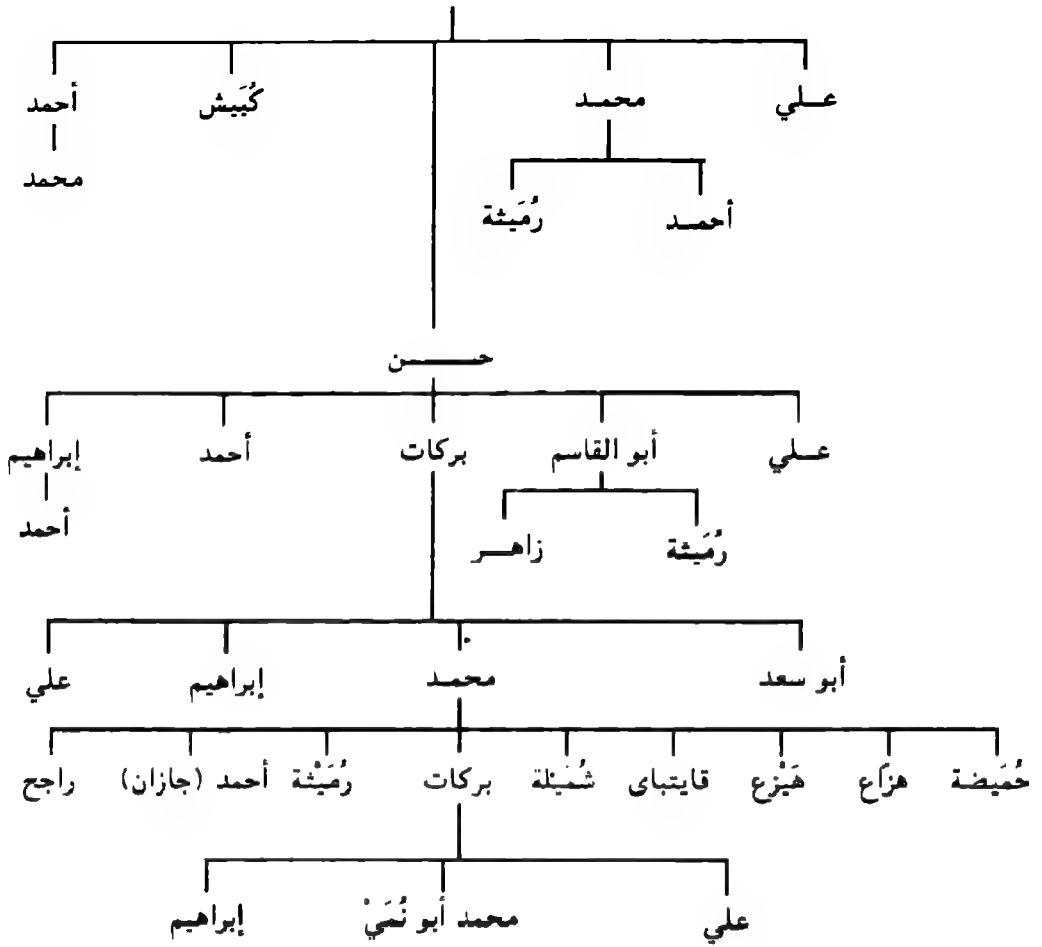 علي محمد كُبَيش أحمد
محمد
أحمد رُمَيثة
حسن
علي أبو القاسم بركات أحمد إبراهيم
أحمد
رُمَيثة زاهر
أبو سعد محمد إبراهيم علي
حُمَيضة هزّاع هَيْزع قايتباى شُمَيْلة بركات رُمَيْثة أحمد (جازان) راجح
علي محمد أبو نُمَيْ إبراهيم